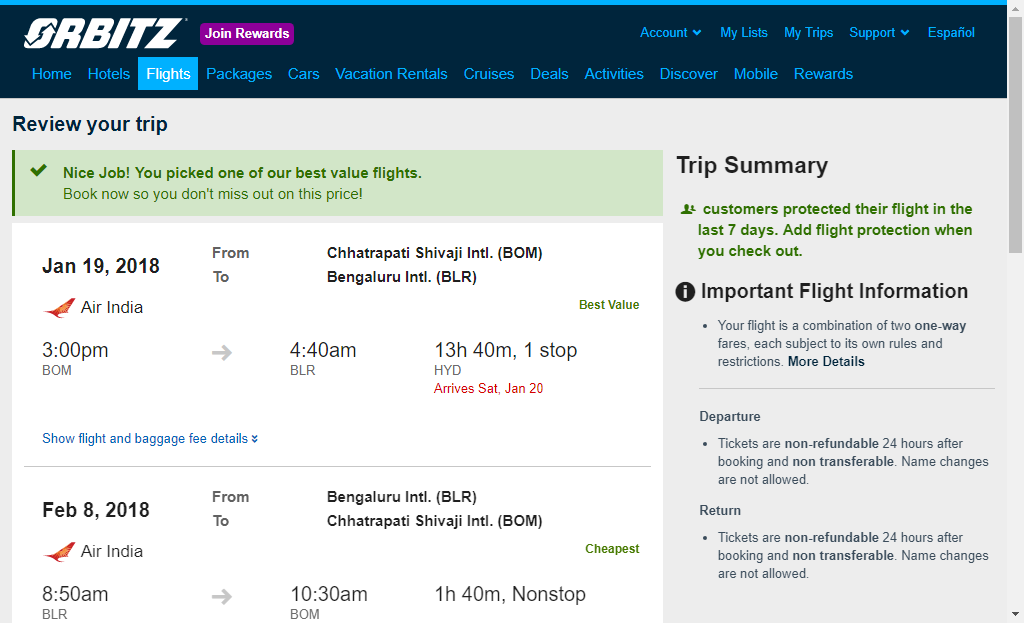 ORBITZ Join Rewards
Account My Lists My Trips Support Español
Home Hotels Flights Packages Cars Vacation Rentals Cruises Deals Activities Discover Mobile Rewards
Review your trip
Nice Job! You picked one of our best value flights.
Book now so you don't miss out on this price!
Jan 19, 2018
From Chhatrapati Shivaji Intl. (BOM)
To Bengaluru Intl. (BLR)
Air India
Best Value
3:00pm 4:40am 13h 40m, 1 stop
BOM BLR HYD
Arrives Sat, Jan 20
Show flight and baggage fee details
Feb 8, 2018
From Bengaluru Intl. (BLR)
To Chhatrapati Shivaji Intl. (BOM)
Air India
Cheapest
8:50am 10:30am 1h 40m, Nonstop
BLR BOM
Trip Summary
customers protected their flight in the
last 7 days. Add flight protection when
you check out.
Important Flight Information
• Your flight is a combination of two one-way
fares, each subject to its own rules and
restrictions. More Details
Departure
• Tickets are non-refundable 24 hours after
booking and non transferable. Name changes
are not allowed.
Return
• Tickets are non-refundable 24 hours after
booking and non transferable. Name changes
are not allowed.